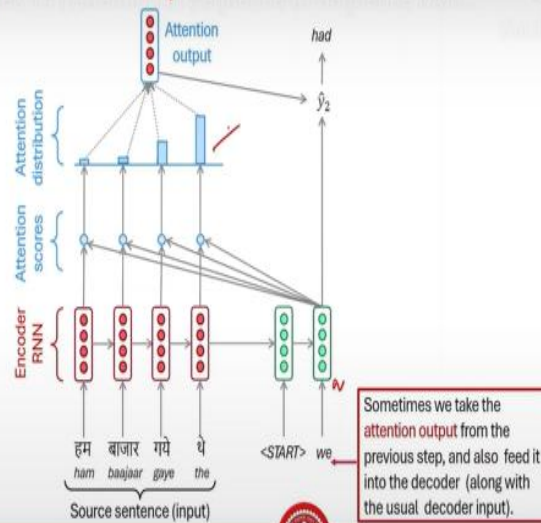 Attention
output
had
ŷ₂
Attention
distribution
Attention
scores
Encoder
RNN
हम बाजार गये थे <START> we
ham baajaar gaye the
Source sentence (input)
Sometimes we take the
attention output from the
previous step, and also feed it
into the decoder (along with
the usual decoder input).